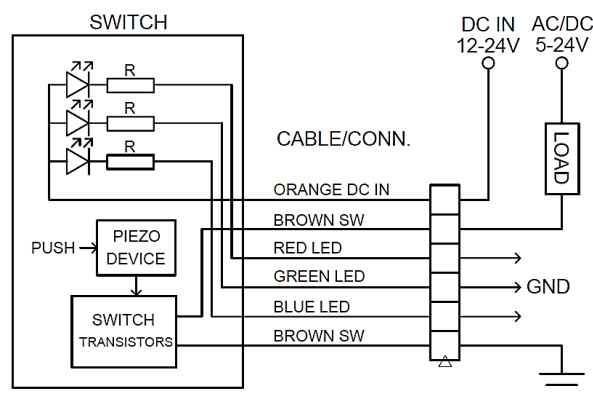 SWITCH
DC IN
12-24V
AC/DC
5-24V
R
R
R
CABLE/CONN.
LOAD
ORANGE DC IN
BROWN SW
RED LED
GREEN LED
BLUE LED
BROWN SW
PUSH
PIEZO
DEVICE
SWITCH
TRANSISTORS
GND